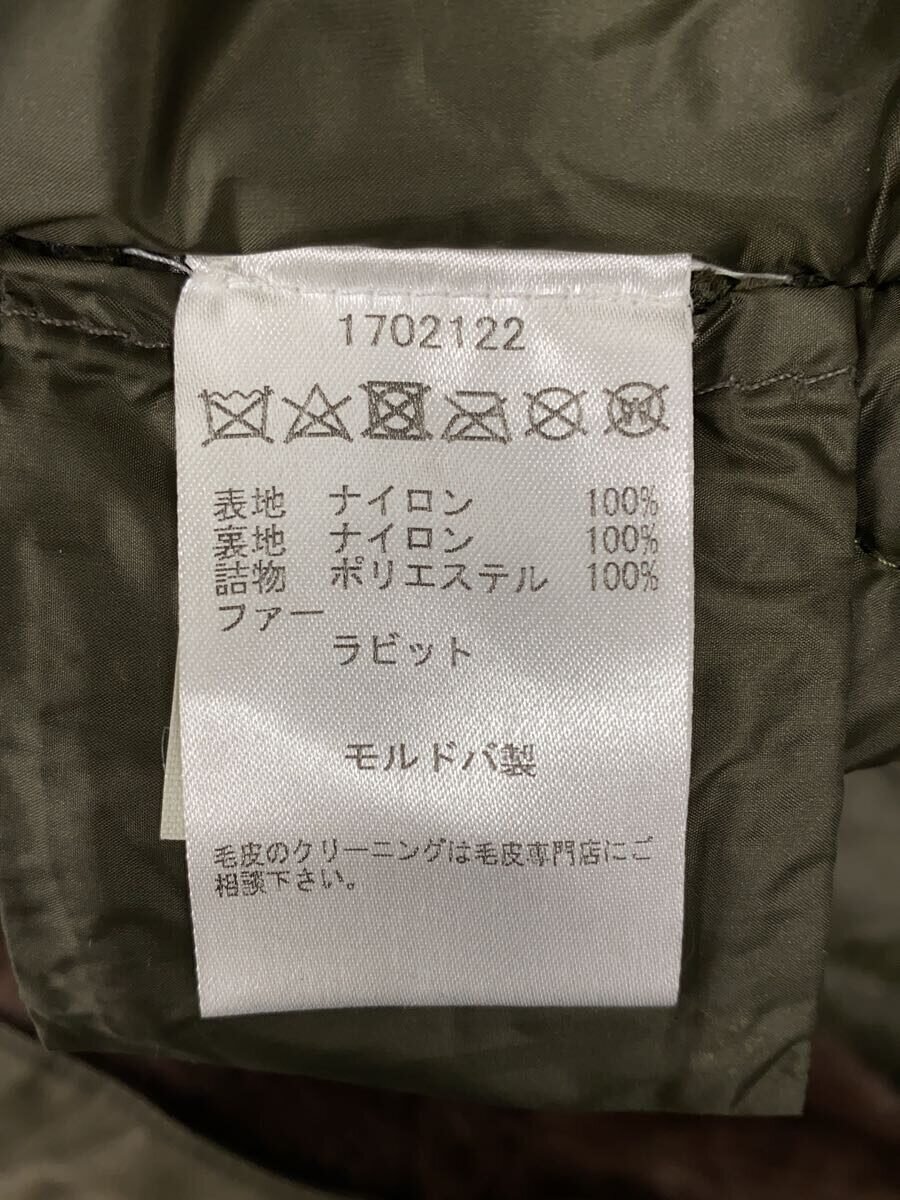 1702122
表地 ナイロン 100%
裏地 ナイロン 100%
詰物 ポリエステル 100%
ファー
ラビット
モルドバ製
毛皮のクリーニングは毛皮専門店にご
相談下さい。